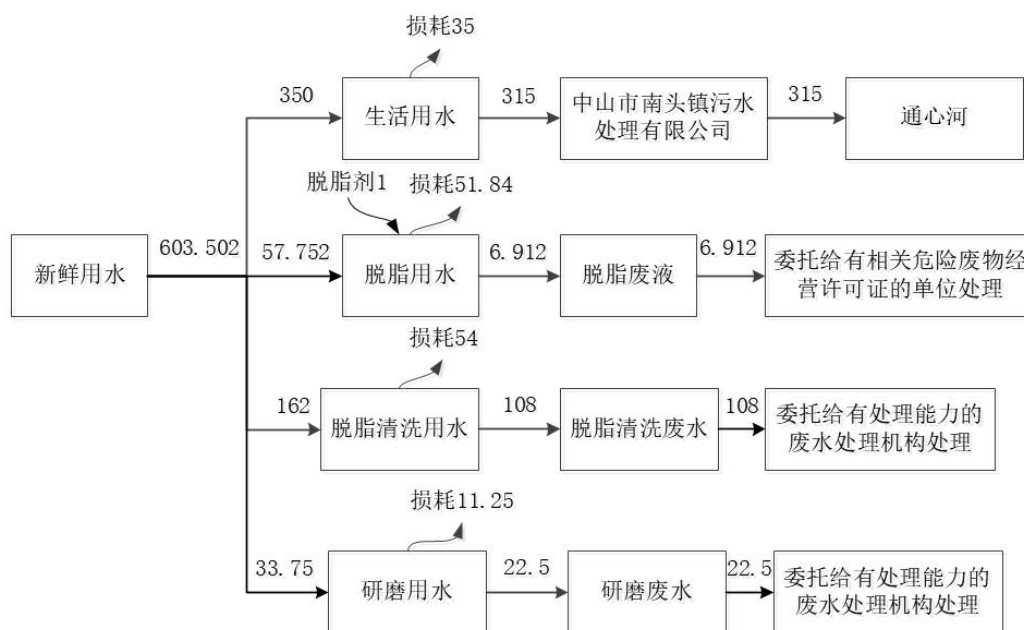 损耗35
350
生活用水
315
中山市南头镇污水
处理有限公司
315
通心河
脱脂剂1
损耗51.84
新鲜用水
603.502
57.752
脱脂用水
6.912
脱脂废液
6.912
委托给有相关危险废物经
营许可证的单位处理
损耗54
162
脱脂清洗用水
108
脱脂清洗废水
108
委托给有处理能力的
废水处理机构处理
损耗11.25
33.75
研磨用水
22.5
研磨废水
22.5
委托给有处理能力的
废水处理机构处理